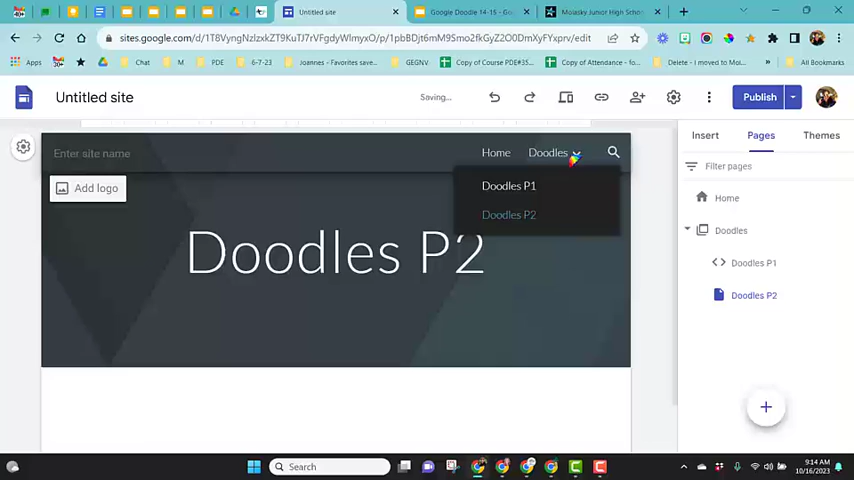 Untitled site
Google Doodle 14-15 - Go
Molasky Junior High Schoo
sites.google.com/d/1T8VyngNzlzxkZT9KuTJ7rVFgdyWlmyxO/p/1pbBDjt6mM9Smo2fkGyZ2O0DmXyFYxprv/edit
Apps
Chat
M
PDE
6-7-23
Joannes - Favorites save...
GEGNV
Copy of Course PDE#35...
Copy of Attendance - fo...
Delete - I moved to Moi...
All Bookmarks
Untitled site
Saving...
Publish
Insert
Pages
Themes
Enter site name
Home
Doodles
Add logo
Doodles P1
Doodles P2
Doodles P2
Filter pages
Home
Doodles
Doodles P1
Doodles P2
Search
9:14 AM
10/16/2023